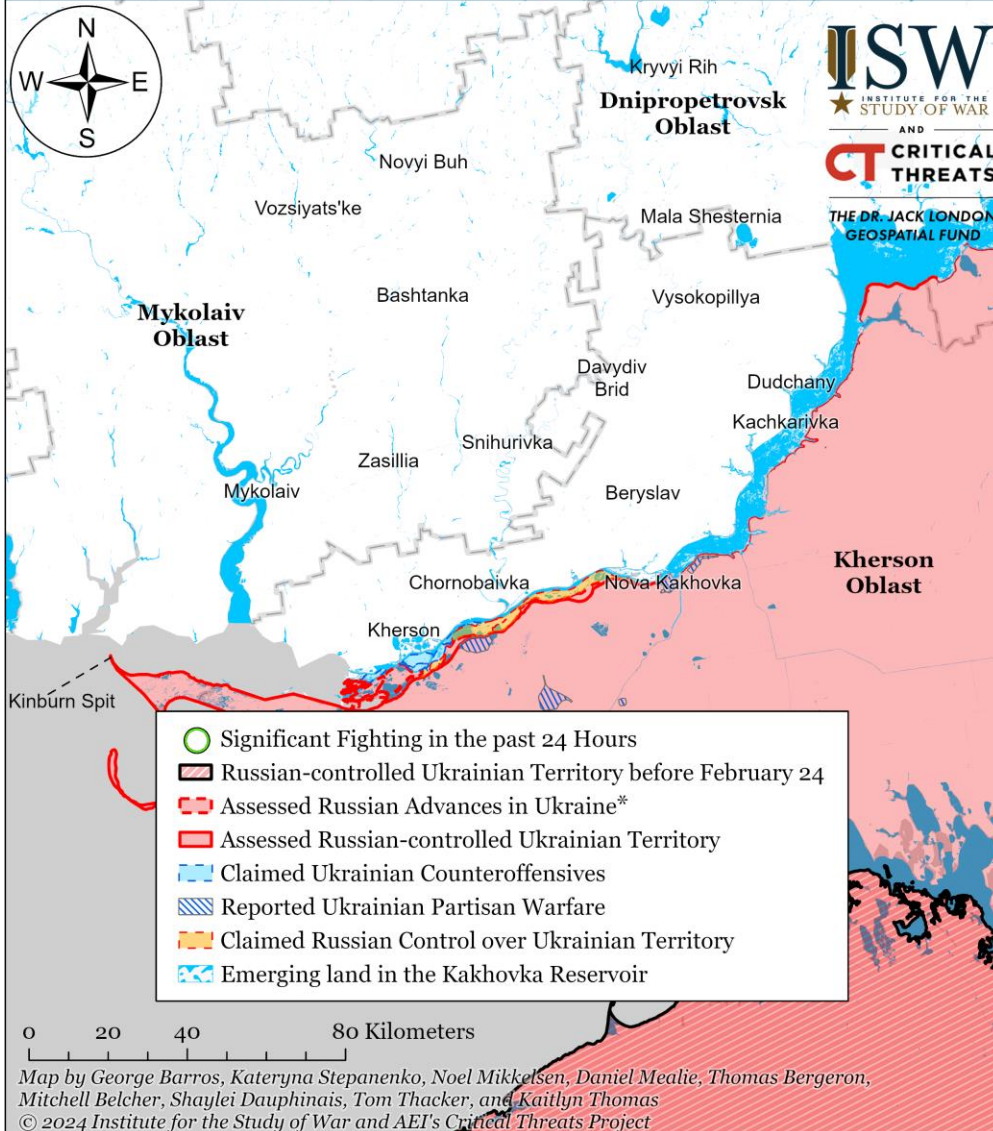 N
W
E
S
ISW
INSTITUTE FOR THE
STUDY OF WAR
AND
CT CRITICAL
THREATS
THE DR. JACK LONDON
GEOSPATIAL FUND
Kryvyi Rih
Dnipropetrovsk
Oblast
Novyi Buh
Vozsiyats'ke
Mala Shesternia
Bashtanka
Vysokopillya
Mykolaiv
Oblast
Davydiv
Brid
Dudchany
Kachkarivka
Snihurivka
Zasillia
Mykolaiv
Beryslav
Kherson
Oblast
Chornobaivka
Nova Kakhovka
Kherson
Kinburn Spit
Significant Fighting in the past 24 Hours
Russian-controlled Ukrainian Territory before February 24
Assessed Russian Advances in Ukraine*
Assessed Russian-controlled Ukrainian Territory
Claimed Ukrainian Counteroffensives
Reported Ukrainian Partisan Warfare
Claimed Russian Control over Ukrainian Territory
Emerging land in the Kakhovka Reservoir
0 20 40 80 Kilometers
Map by George Barros, Kateryna Stepanenko, Noel Mikkelsen, Daniel Mealie, Thomas Bergeron,
Mitchell Belcher, Shaylei Dauphinais, Tom Thacker, and Kaitlyn Thomas
© 2024 Institute for the Study of War and AEI's Critical Threats Project